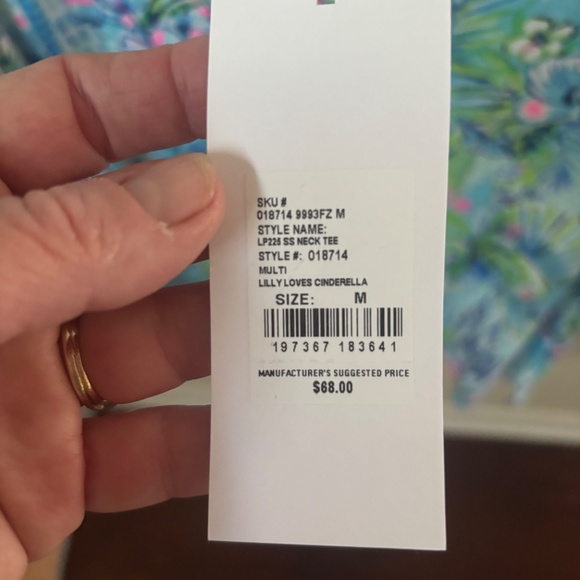 SKU #
018714 9993FZ M
STYLE NAME:
LP225 SS NECK TEE
STYLE #: 018714
MULTI
LILLY LOVES CINDERELLA
SIZE: M
197367 183641
MANUFACTURER'S SUGGESTED PRICE
$68.00